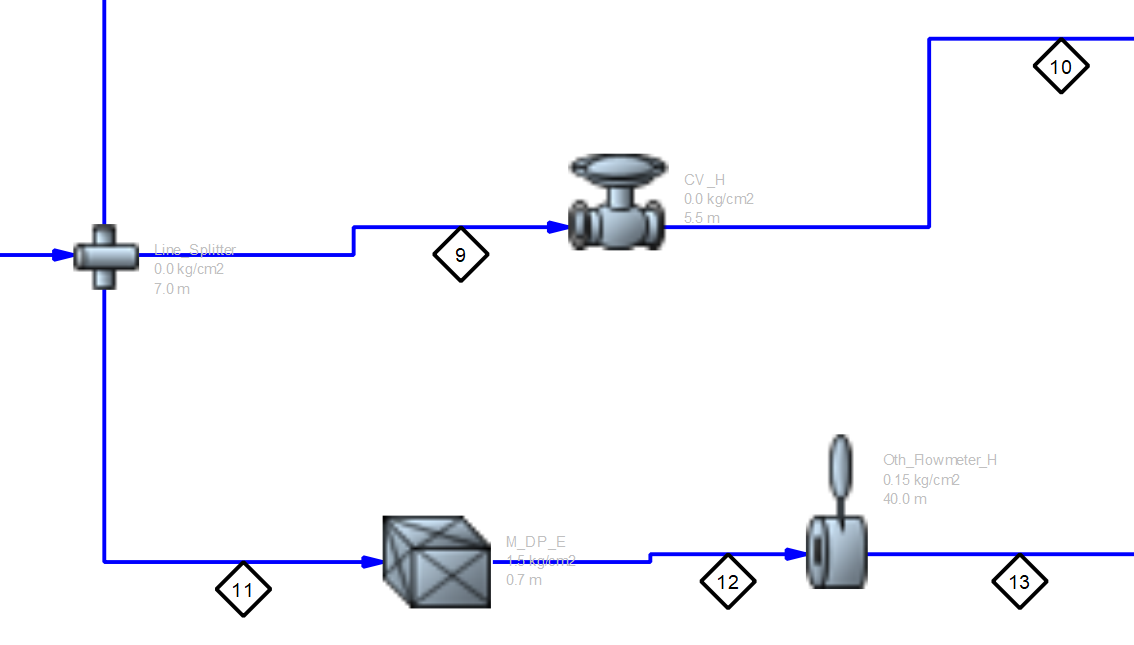 10
CV_H
0.0 kg/cm2
5.5 m
Line_Splitter
0.0 kg/cm2
7.0 m
9
Oth_Flowmeter_H
0.15 kg/cm2
40.0 m
M_DP_E
1.5 kg/cm2
0.7 m
11
12
13